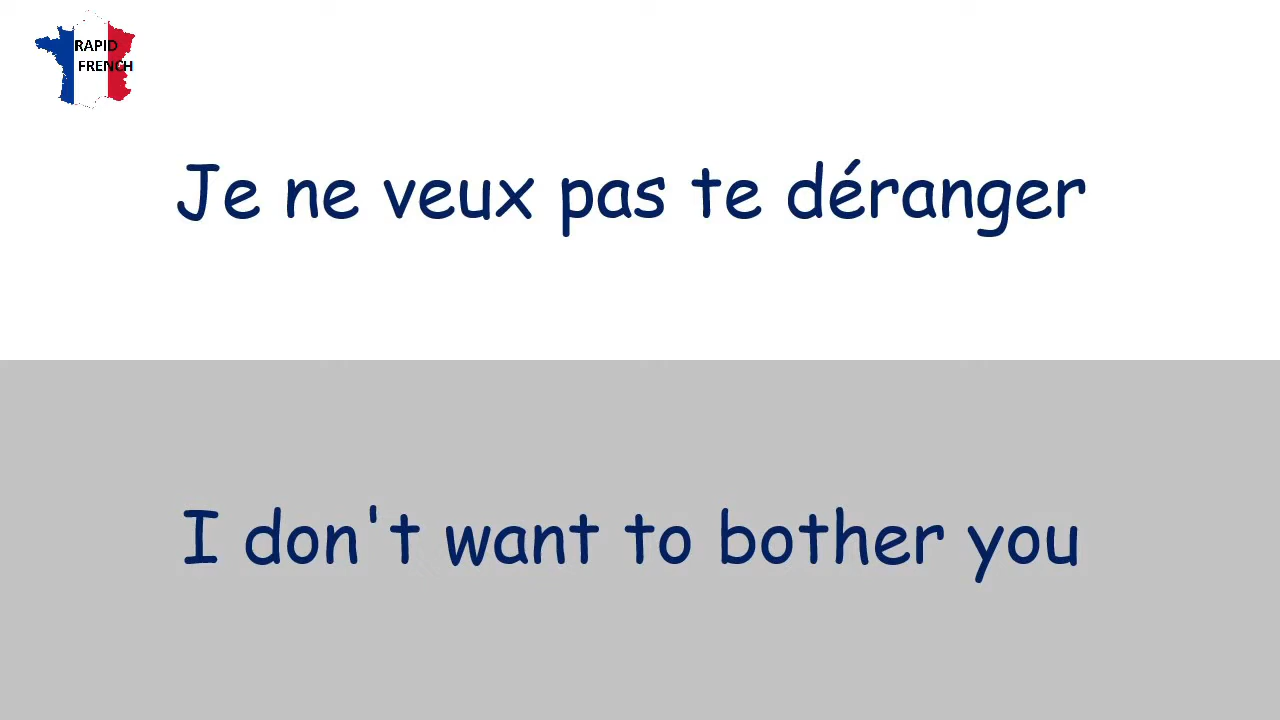 RAPID
FRENCH
Je ne veux pas te déranger
I don't want to bother you